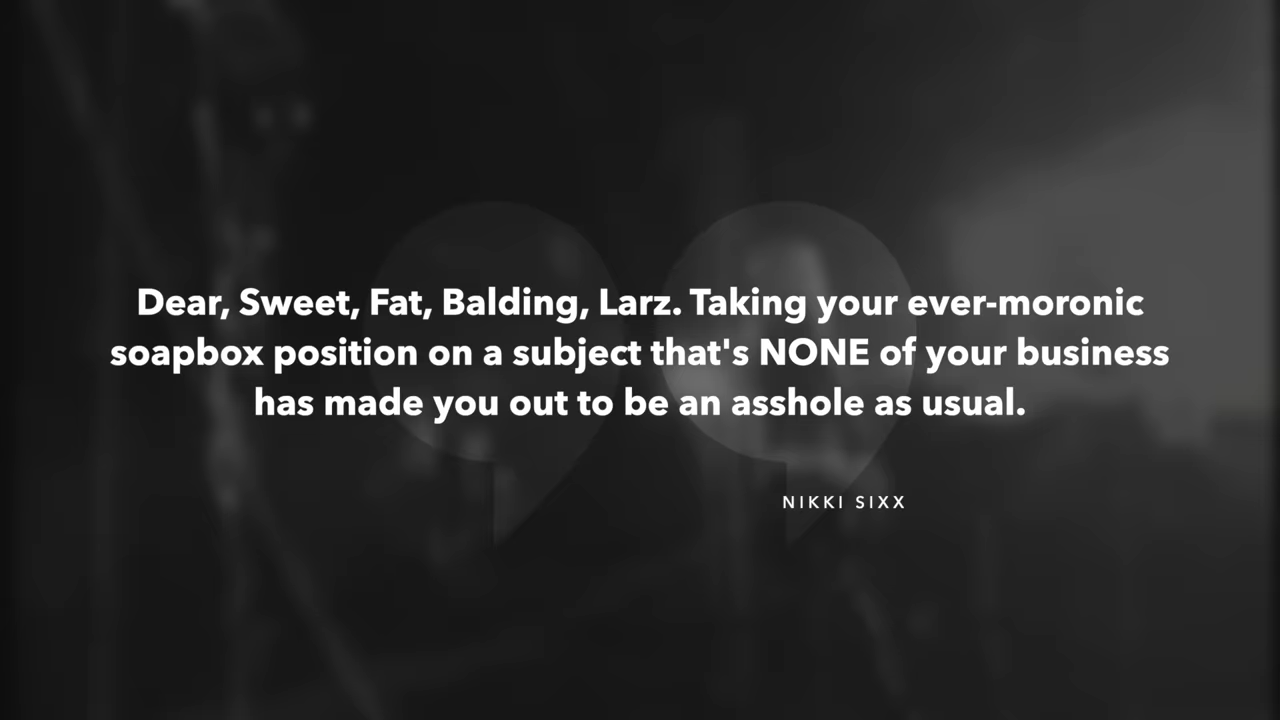 Dear, Sweet, Fat, Balding, Larz. Taking your ever-moronic
soapbox position on a subject that's NONE of your business
has made you out to be an asshole as usual.
NIKKI SIXX